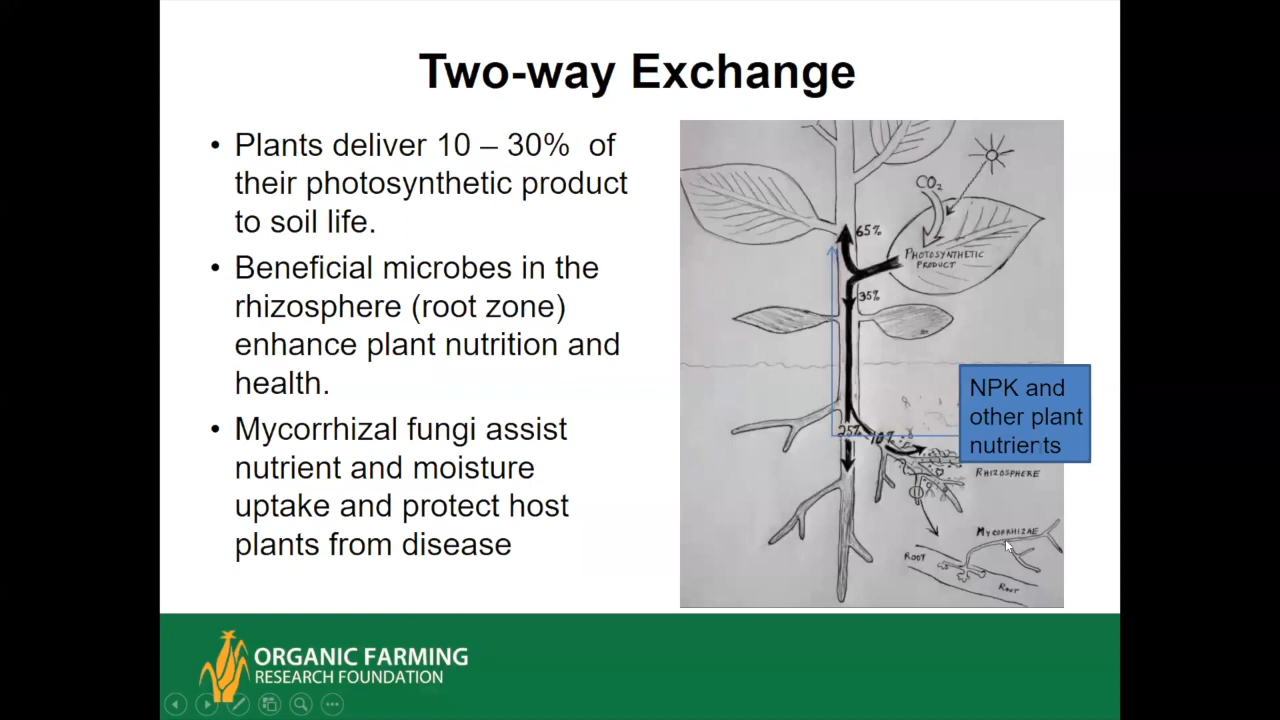 Two-way Exchange
• Plants deliver 10 – 30% of
their photosynthetic product
to soil life.
• Beneficial microbes in the
rhizosphere (root zone)
enhance plant nutrition and
health.
• Mycorrhizal fungi assist
nutrient and moisture
uptake and protect host
plants from disease
CO₂
65%
PHOTOSYNTHETIC
PRODUCT
35%
NPK and
other plant
nutrients
25%
10%
RHIZOSPHERE
MYCORRHIZAE
ROOT
ROOT
ORGANIC FARMING
RESEARCH FOUNDATION